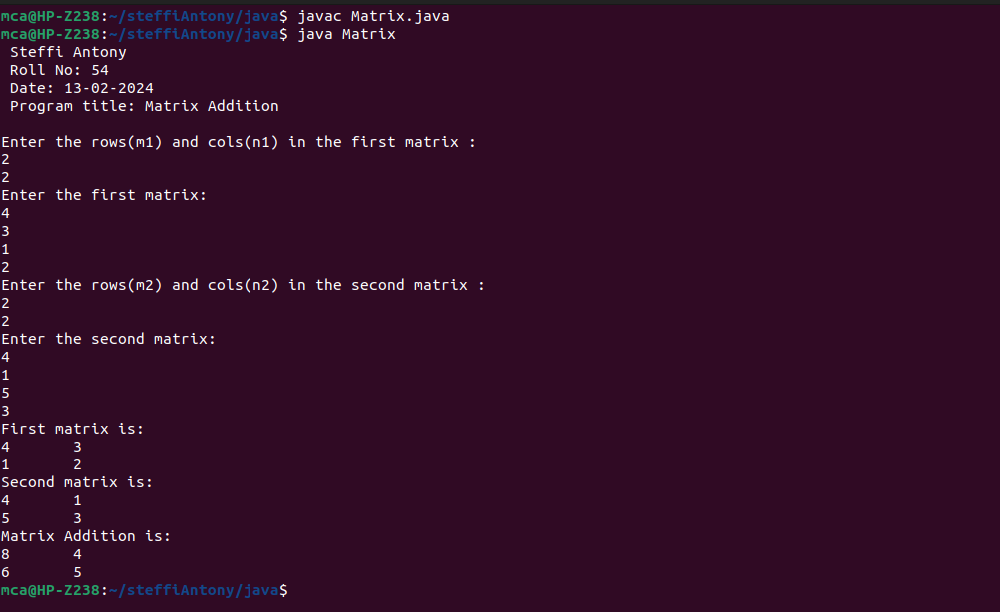 mca@HP-Z238:~/steffiAntony/java$ javac Matrix.java
mca@HP-Z238:~/steffiAntony/java$ java Matrix
 Steffi Antony
 Roll No: 54
 Date: 13-02-2024
 Program title: Matrix Addition

Enter the rows(m1) and cols(n1) in the first matrix :
2
2
Enter the first matrix:
4
3
1
2
Enter the rows(m2) and cols(n2) in the second matrix :
2
2
Enter the second matrix:
4
1
5
3
First matrix is:
4       3
1       2
Second matrix is:
4       1
5       3
Matrix Addition is:
8       4
6       5
mca@HP-Z238:~/steffiAntony/java$